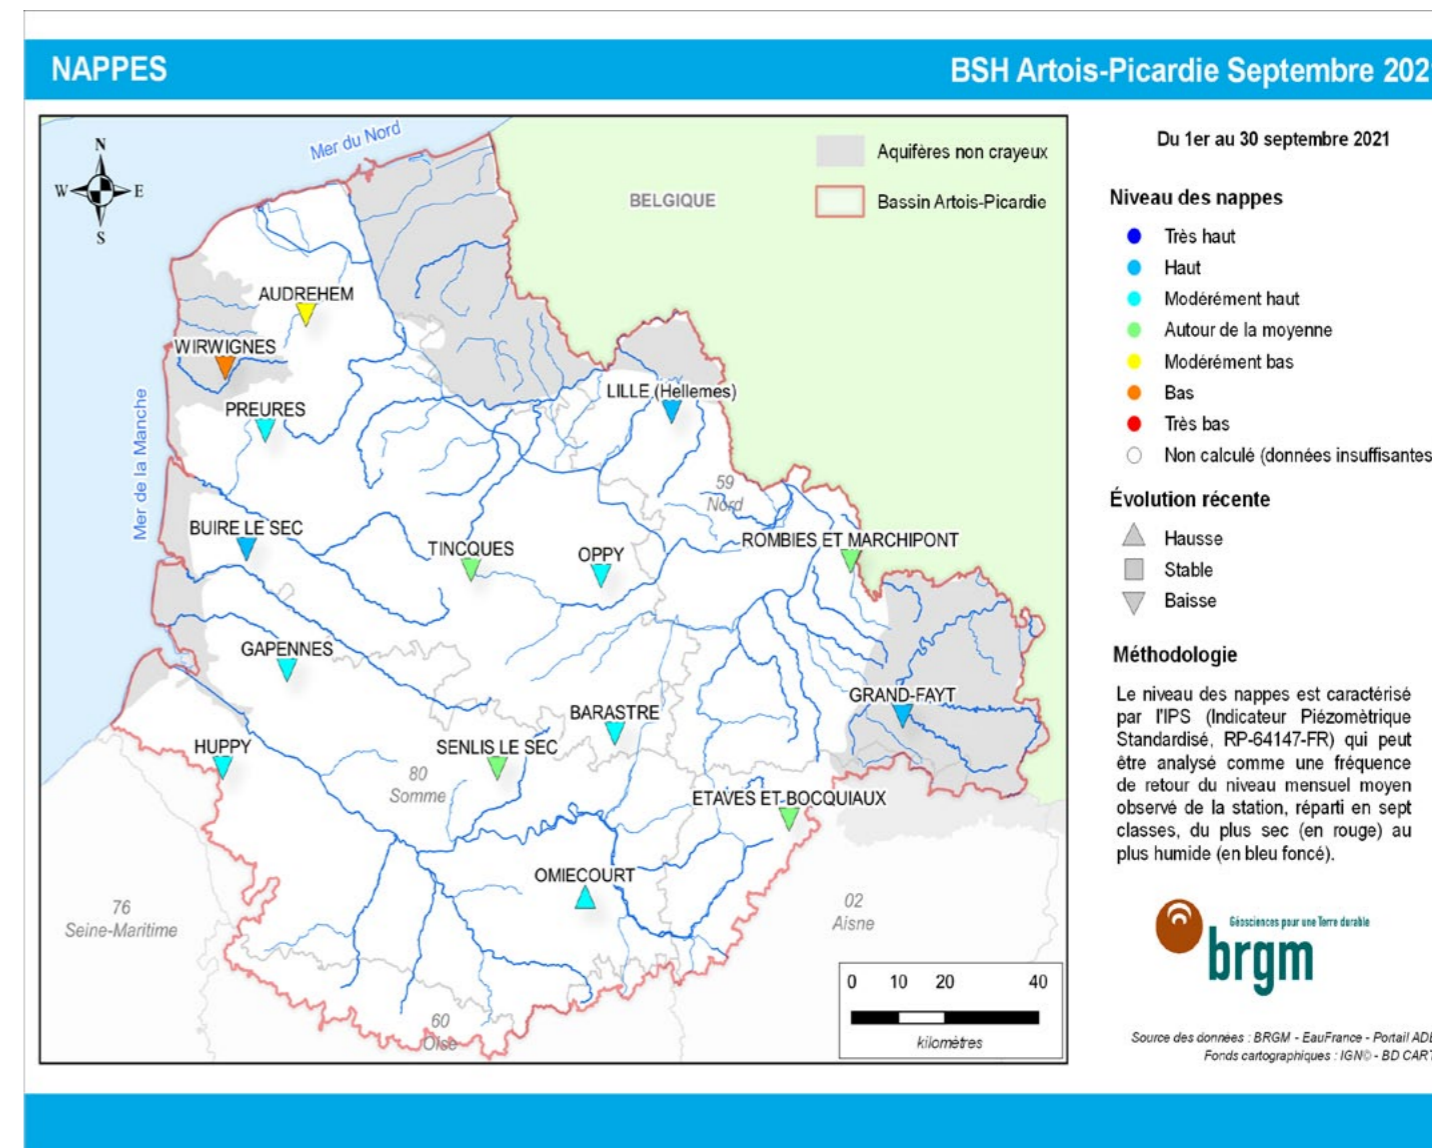 NAPPES
BSH Artois-Picardie Septembre 202
Mer du Nord
N
W
E
S
Aquifères non crayeux
BELGIQUE
Bassin Artois-Picardie
AUDREHEM
WIRWIGNES
LILLE (Hellemes)
PREURES
Mer de la Manche
59
Nord
BUIRE LE SEC
TINCQUES
OPPY
ROMBIES ET MARCHIPONT
GAPENNES
GRAND-FAYT
BARASTRE
HUPPY
SENLIS LE SEC
80
Somme
ETAVES ET BOCQUIAUX
OMIECOURT
76
Seine-Maritime
02
Aisne
60
Oise
0 10 20 40
kilomètres
Du 1er au 30 septembre 2021
Niveau des nappes
Très haut
Haut
Modérément haut
Autour de la moyenne
Modérément bas
Bas
Très bas
Non calculé (données insuffisantes
Évolution récente
Hausse
Stable
Baisse
Méthodologie
Le niveau des nappes est caractérisé
par l'IPS (Indicateur Piézomètrique
Standardisé, RP-64147-FR) qui peut
être analysé comme une fréquence
de retour du niveau mensuel moyen
observé de la station, réparti en sept
classes, du plus sec (en rouge) au
plus humide (en bleu foncé).
Géosciences pour une Terre durable
brgm
Source des données : BRGM - EauFrance - Portail ADE
Fonds cartographiques : IGN© - BD CART